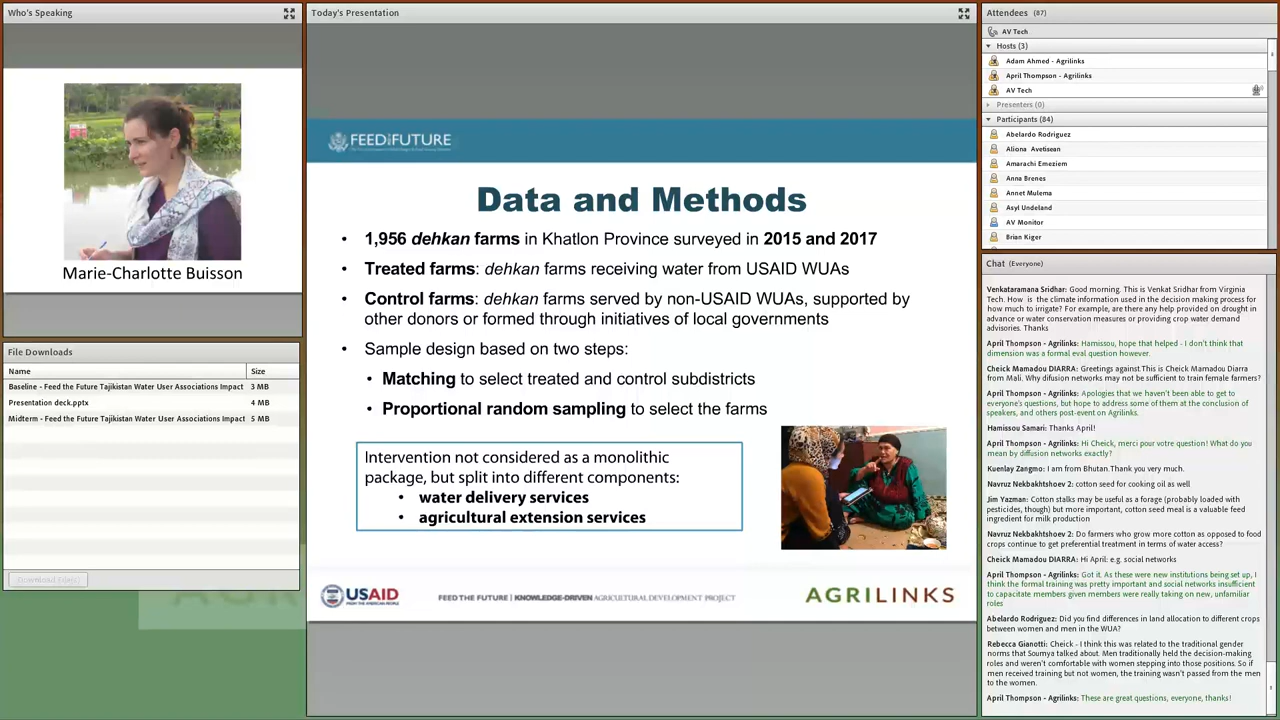 Who's Speaking
Marie-Charlotte Buisson
File Downloads
Name
Size
Baseline - Feed the Future Tajikistan Water User Associations Impact
3 MB
Presentation deck.pptx
4 MB
Midterm - Feed the Future Tajikistan Water User Associations Impact
5 MB
Download File(s)
Today's Presentation
FEED THE FUTURE
Data and Methods
• 1,956 dehkan farms in Khatlon Province surveyed in 2015 and 2017
• Treated farms: dehkan farms receiving water from USAID WUAs
• Control farms: dehkan farms served by non-USAID WUAs, supported by
other donors or formed through initiatives of local governments
• Sample design based on two steps:
• Matching to select treated and control subdistricts
• Proportional random sampling to select the farms
Intervention not considered as a monolithic
package, but split into different components:
• water delivery services
• agricultural extension services
USAID
FROM THE AMERICAN PEOPLE
FEED THE FUTURE | KNOWLEDGE-DRIVEN AGRICULTURAL DEVELOPMENT PROJECT
AGRILINKS
Attendees (87)
AV Tech
Hosts (3)
Adam Ahmed - Agrilinks
April Thompson - Agrilinks
AV Tech
Presenters (0)
Participants (84)
Abelardo Rodriguez
Aliona Avetisean
Amarachi Emeziem
Anna Brenes
Annet Mulema
Asyl Undeland
AV Monitor
Brian Kiger
Chat (Everyone)
Venkataramana Sridhar: Good morning. This is Venkat Sridhar from Virginia
Tech. How is the climate information used in the decision making process for
how much to irrigate? For example, are there any help provided on drought in
advance or water conservation measures or providing crop water demand
advisories. Thanks
April Thompson - Agrilinks: Hamissou, hope that helped - I don't think that
dimension was a formal eval question however.
Cheick Mamadou DIARRA: Greetings against.This is Cheick Mamadou Diarra
from Mali. Why difusion networks may not be sufficient to train female farmers?
April Thompson - Agrilinks: Apologies that we haven't been able to get to
everyone's questions, but hope to address some of them at the conclusion of
speakers, and others post-event on Agrilinks.
Hamissou Samari: Thanks April!
April Thompson - Agrilinks: Hi Cheick, merci pour votre question! What do you
mean by diffusion networks exactly?
Kuenlay Zangmo: I am from Bhutan.Thank you very much.
Navruz Nekbakhtshoev 2: cotton seed for cooking oil as well
Jim Yazman: Cotton stalks may be useful as a forage (probably loaded with
pesticides, though) but more important, cotton seed meal is a valuable feed
ingredient for milk production
Navruz Nekbakhtshoev 2: Do farmers who grow more cotton as opposed to food
crops continue to get preferential treatment in terms of water access?
Cheick Mamadou DIARRA: Hi April: e.g. social networks
April Thompson - Agrilinks: Got it. As these were new institutions being set up, I
think the formal training was pretty important and social networks insufficient
to capacitate members given members were really taking on new, unfamiliar
roles
Abelardo Rodriguez: Did you find differences in land allocation to different crops
between women and men in the WUA?
Rebecca Gianotti: Cheick - I think this was related to the traditional gender
norms that Soumya talked about. Men traditionally held the decision-making
roles and weren't comfortable with women stepping into those positions. So if
men received training but not women, the training wasn't passed from the men
to the women.
April Thompson - Agrilinks: These are great questions, everyone, thanks!